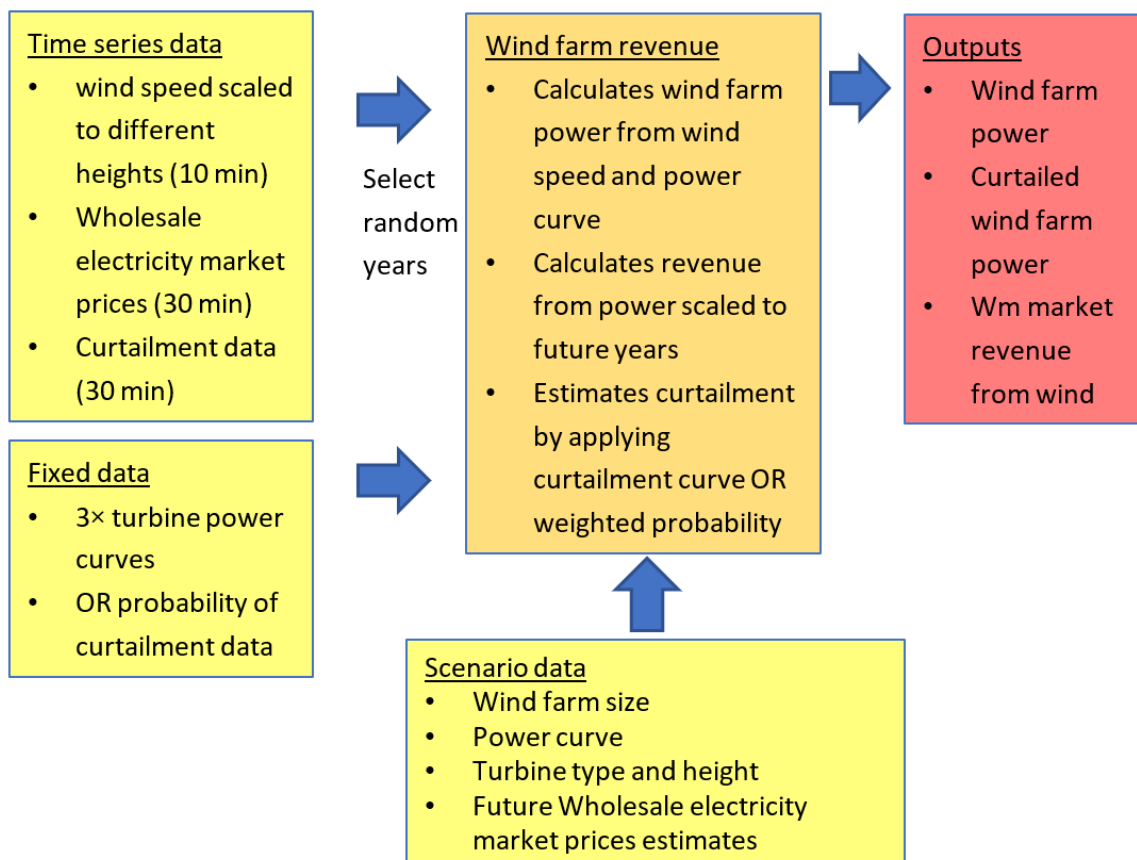 Time series data
• wind speed scaled
to different
heights (10 min)
• Wholesale
electricity market
prices (30 min)
• Curtailment data
(30 min)
Fixed data
• 3× turbine power
curves
• OR probability of
curtailment data
Select
random
years
Wind farm revenue
• Calculates wind farm
power from wind
speed and power
curve
• Calculates revenue
from power scaled to
future years
• Estimates curtailment
by applying
curtailment curve OR
weighted probability
Scenario data
• Wind farm size
• Power curve
• Turbine type and height
• Future Wholesale electricity
market prices estimates
Outputs
• Wind farm
power
• Curtailed
wind farm
power
• Wm market
revenue
from wind